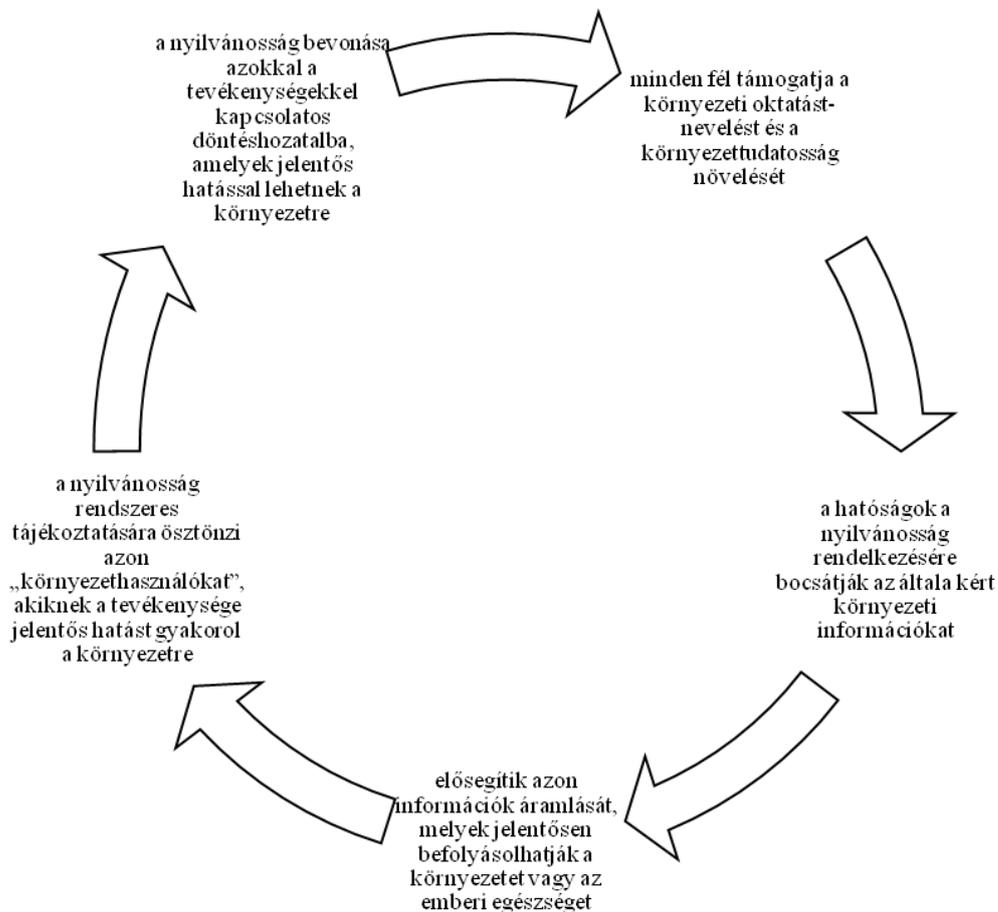 a nyilvánosság bevonása
azokkal a
tevékenységekkel
kapcsolatos
döntéshozatalba,
amelyek jelentős
hatással lehetnek a
környezetre
minden fél támogatja a
környezeti oktatást-
nevelést és a
környezettudatosság
növelését
a hatóságok a
nyilvánosság
rendelkezésére
bocsátják az általa kért
környezeti
információkat
elősegítik azon
információk áramlását,
melyek jelentősen
befolyásolhatják a
környezetet vagy az
emberi egészséget
a nyilvánosság
rendszeres
tájékoztatására ösztönzi
azon
„környezethasználókat”,
akiknek a tevékenysége
jelentős hatást gyakorol
a környezetre